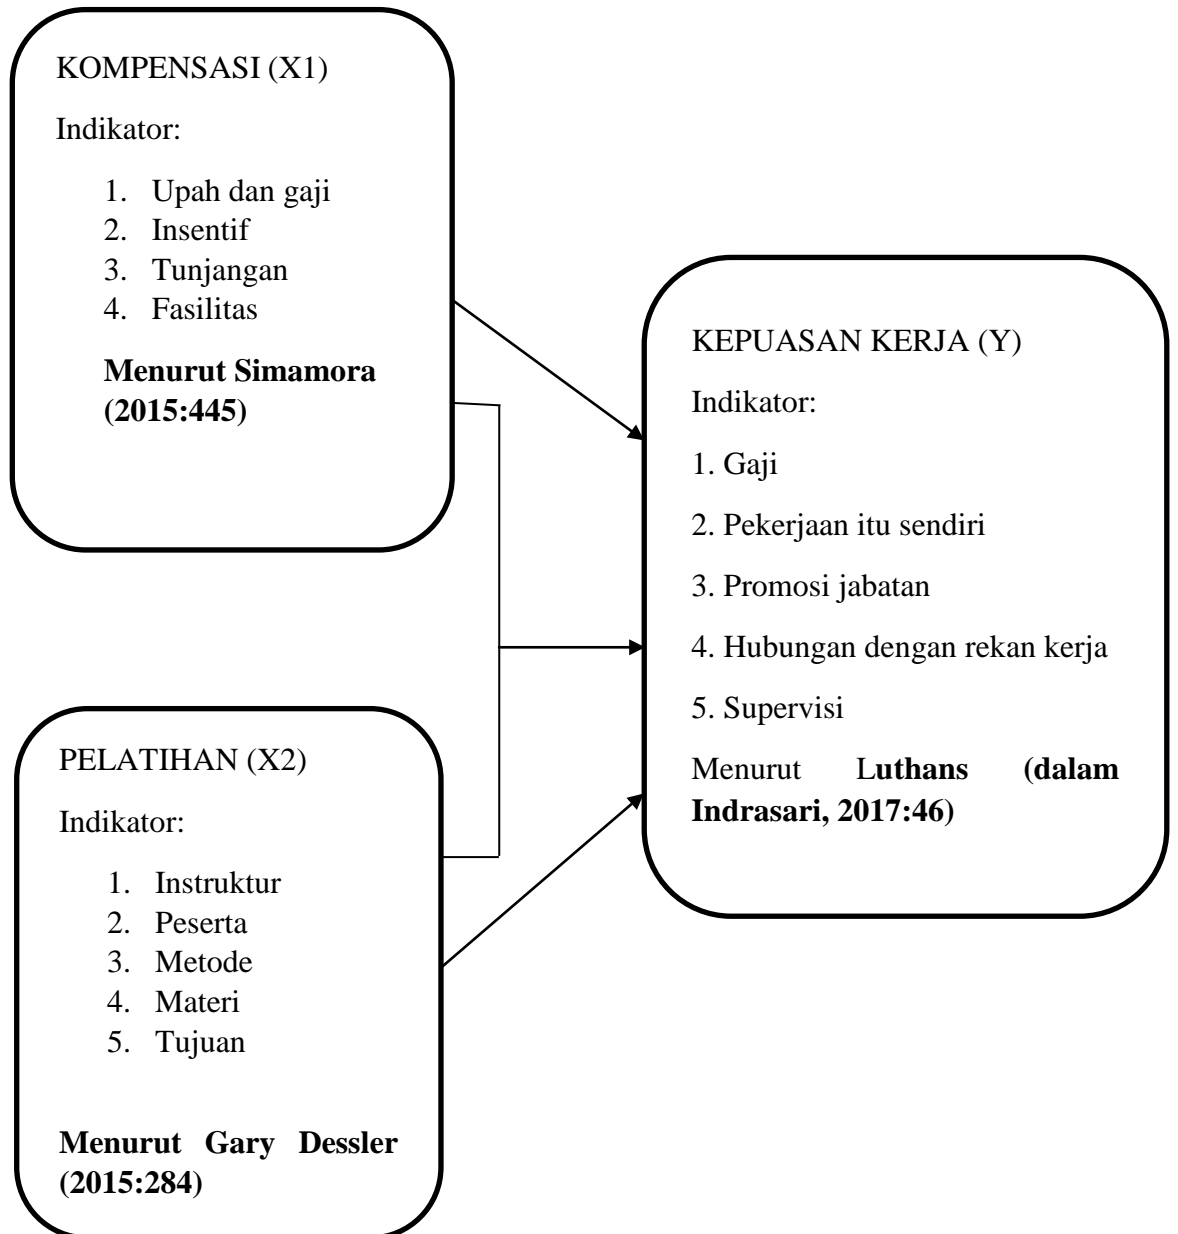 KOMPENSASI (X1)
Indikator:
1. Upah dan gaji
2. Insentif
3. Tunjangan
4. Fasilitas
Menurut Simamora
(2015:445)
PELATIHAN (X2)
Indikator:
1. Instruktur
2. Peserta
3. Metode
4. Materi
5. Tujuan
Menurut Gary Dessler
(2015:284)
KEPUASAN KERJA (Y)
Indikator:
1. Gaji
2. Pekerjaan itu sendiri
3. Promosi jabatan
4. Hubungan dengan rekan kerja
5. Supervisi
Menurut Luthans (dalam
Indrasari, 2017:46)